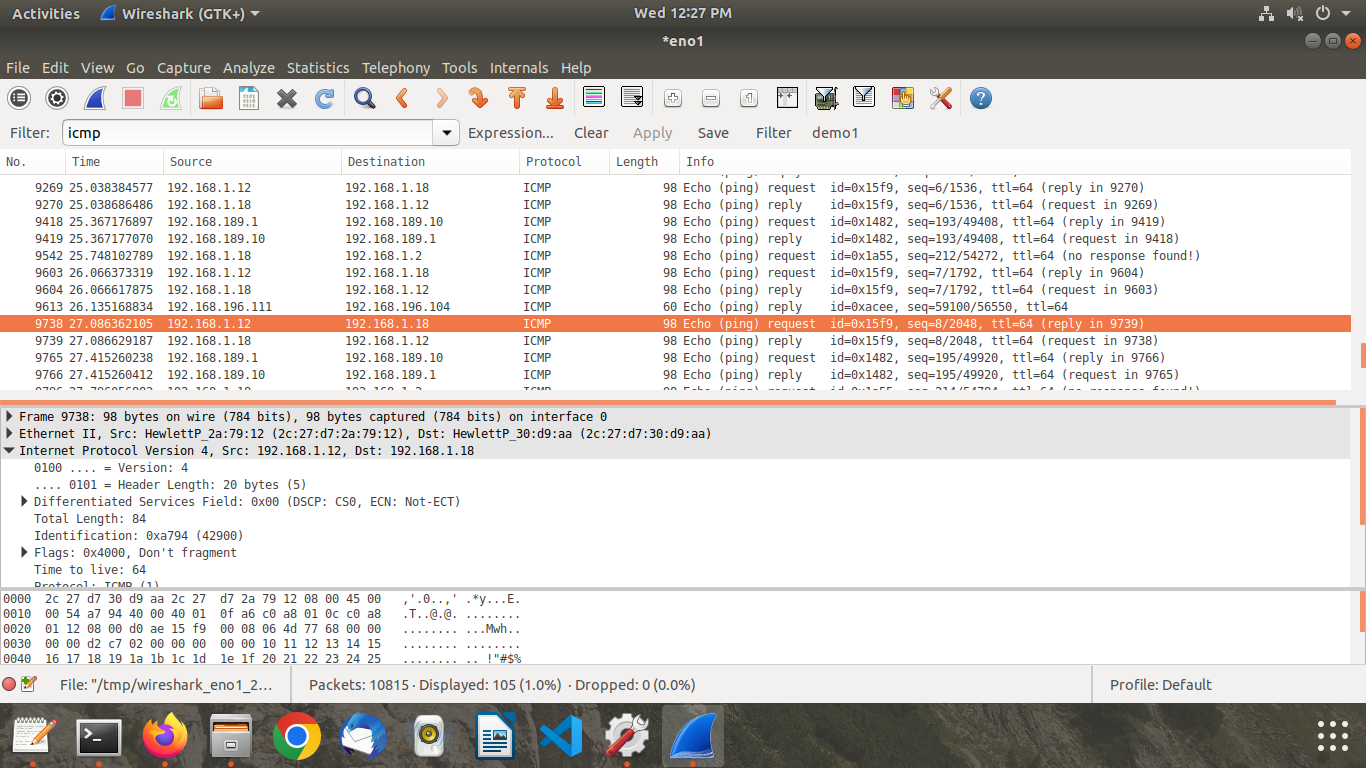 Activities Wireshark (GTK+) Wed 12:27 PM
*eno1
File Edit View Go Capture Analyze Statistics Telephony Tools Internals Help
Filter: icmp Expression... Clear Apply Save Filter demo1
No. Time Source Destination Protocol Length Info
9269 25.038384577 192.168.1.12 192.168.1.18 ICMP 98 Echo (ping) request id=0x15f9, seq=6/1536, ttl=64 (reply in 9270)
9270 25.038686486 192.168.1.18 192.168.1.12 ICMP 98 Echo (ping) reply id=0x15f9, seq=6/1536, ttl=64 (request in 9269)
9418 25.367176897 192.168.189.1 192.168.189.10 ICMP 98 Echo (ping) request id=0x1482, seq=193/49408, ttl=64 (reply in 9419)
9419 25.367177070 192.168.189.10 192.168.189.1 ICMP 98 Echo (ping) reply id=0x1482, seq=193/49408, ttl=64 (request in 9418)
9542 25.748102789 192.168.1.18 192.168.1.2 ICMP 98 Echo (ping) request id=0x1a55, seq=212/54272, ttl=64 (no response found!)
9603 26.066373319 192.168.1.12 192.168.1.18 ICMP 98 Echo (ping) request id=0x15f9, seq=7/1792, ttl=64 (reply in 9604)
9604 26.066617875 192.168.1.18 192.168.1.12 ICMP 98 Echo (ping) reply id=0x15f9, seq=7/1792, ttl=64 (request in 9603)
9613 26.135168834 192.168.196.111 192.168.196.104 ICMP 60 Echo (ping) reply id=0xacee, seq=59100/56550, ttl=64
9738 27.086362105 192.168.1.12 192.168.1.18 ICMP 98 Echo (ping) request id=0x15f9, seq=8/2048, ttl=64 (reply in 9739)
9739 27.086629187 192.168.1.18 192.168.1.12 ICMP 98 Echo (ping) reply id=0x15f9, seq=8/2048, ttl=64 (request in 9738)
9765 27.415260238 192.168.189.1 192.168.189.10 ICMP 98 Echo (ping) request id=0x1482, seq=195/49920, ttl=64 (reply in 9766)
9766 27.415260412 192.168.189.10 192.168.189.1 ICMP 98 Echo (ping) reply id=0x1482, seq=195/49920, ttl=64 (request in 9765)
Frame 9738: 98 bytes on wire (784 bits), 98 bytes captured (784 bits) on interface 0
Ethernet II, Src: HewlettP_2a:79:12 (2c:27:d7:2a:79:12), Dst: HewlettP_30:d9:aa (2c:27:d7:30:d9:aa)
Internet Protocol Version 4, Src: 192.168.1.12, Dst: 192.168.1.18
0100 .... = Version: 4
.... 0101 = Header Length: 20 bytes (5)
Differentiated Services Field: 0x00 (DSCP: CS0, ECN: Not-ECT)
Total Length: 84
Identification: 0xa794 (42900)
Flags: 0x4000, Don't fragment
Time to live: 64
Protocol: ICMP (1)
0000 2c 27 d7 30 d9 aa 2c 27 d7 2a 79 12 08 00 45 00 ,'.0..,' .*y...E.
0010 00 54 a7 94 40 00 40 01 0f a6 c0 a8 01 0c c0 a8 .T..@.@. ........
0020 01 12 08 00 d0 ae 15 f9 00 08 06 4d 77 68 00 00 ........ ...Mwh..
0030 00 00 d2 c7 02 00 00 00 00 00 10 11 12 13 14 15 ........ ........
0040 16 17 18 19 1a 1b 1c 1d 1e 1f 20 21 22 23 24 25 ........ .. !"#$%
File: "/tmp/wireshark_eno1_2... Packets: 10815 · Displayed: 105 (1.0%) · Dropped: 0 (0.0%) Profile: Default